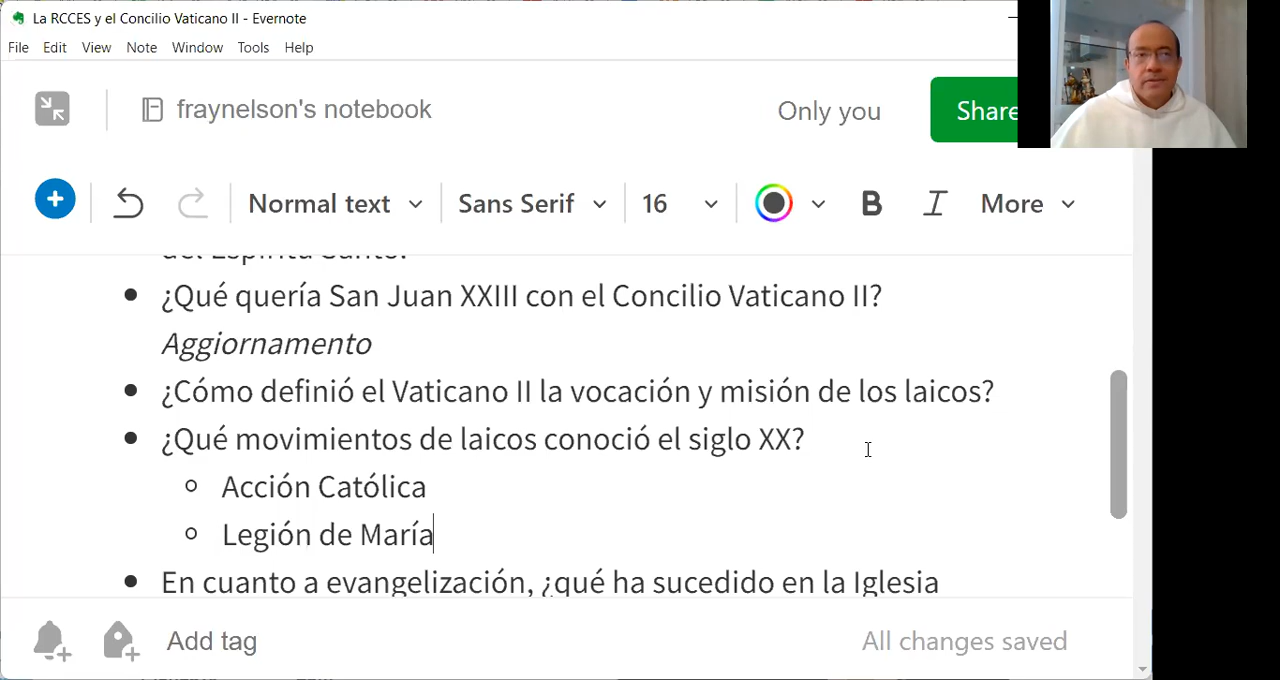 La RCCES y el Concilio Vaticano II - Evernote
File Edit View Note Window Tools Help
fraynelson's notebook Only you Share
Normal text Sans Serif 16 B I More
del Espíritu Santo.
¿Qué quería San Juan XXIII con el Concilio Vaticano II?
Aggiornamento
¿Cómo definió el Vaticano II la vocación y misión de los laicos?
¿Qué movimientos de laicos conoció el siglo XX?
Acción Católica
Legión de María
En cuanto a evangelización, ¿qué ha sucedido en la Iglesia
Add tag All changes saved